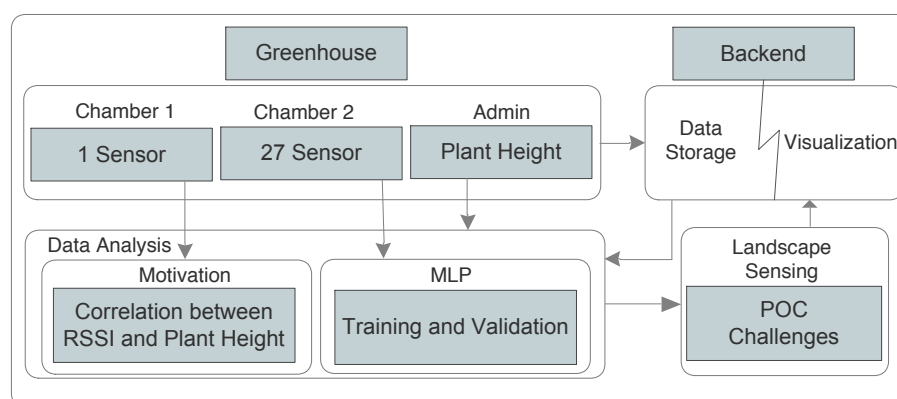 Greenhouse
Backend
Chamber 1
Chamber 2
Admin
1 Sensor
27 Sensor
Plant Height
Data
Storage
Visualization
Data Analysis
Motivation
Correlation between
RSSI and Plant Height
MLP
Training and Validation
Landscape
Sensing
POC
Challenges